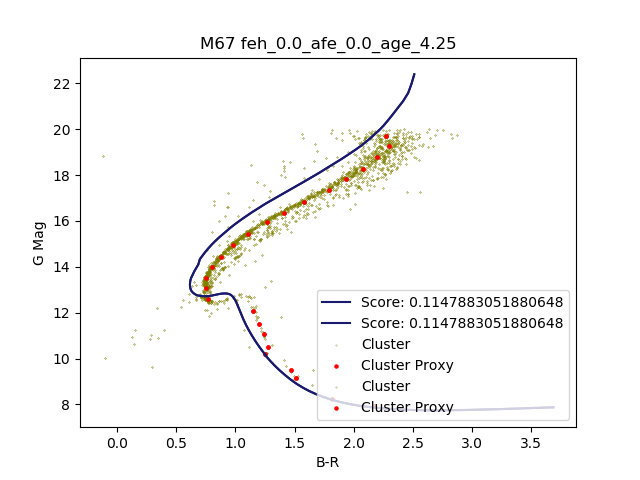 M67 feh_0.0_afe_0.0_age_4.25
22
20
18
16
14
12
10
8
G Mag
0.0 0.5 1.0 1.5 2.0 2.5 3.0 3.5
B-R
Score: 0.1147883051880648
Score: 0.1147883051880648
Cluster
Cluster Proxy
Cluster
Cluster Proxy